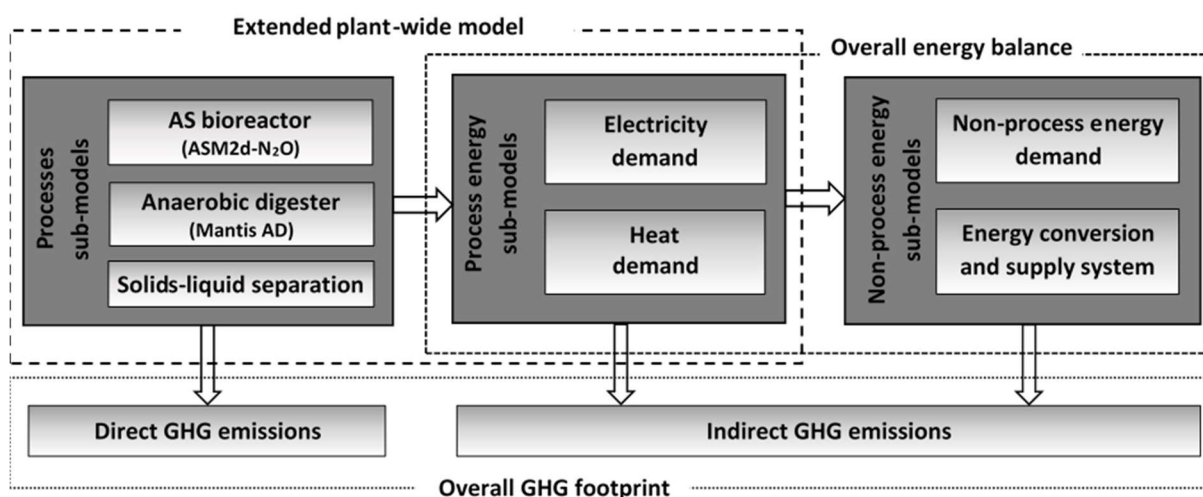 Extended plant-wide model
Overall energy balance
Processes
sub-models
AS bioreactor
(ASM2d-N₂O)
Anaerobic digester
(Mantis AD)
Solids-liquid separation
Process energy
sub-models
Electricity
demand
Heat
demand
Non-process energy
sub-models
Non-process energy
demand
Energy conversion
and supply system
Direct GHG emissions
Indirect GHG emissions
Overall GHG footprint